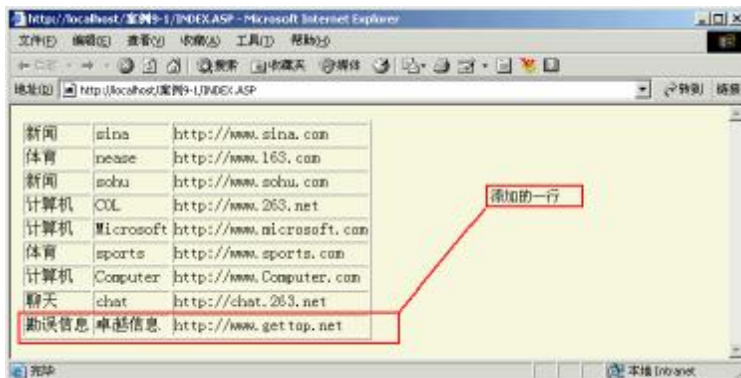 http://localhost/案例9-1/INDEX.ASP - Microsoft Internet Explorer
文件(F) 编辑(E) 查看(V) 收藏(A) 工具(T) 帮助(H)
搜索 收藏夹 媒体
地址(D) http://localhost/案例9-1/INDEX.ASP 转到 链接
新闻 sina http://www.sina.com
体育 nease http://www.163.com
新闻 sohu http://www.sohu.com
计算机 COL http://www.263.net
计算机 Microsoft http://www.microsoft.com
体育 sports http://www.sports.com
计算机 Computer http://www.Computer.com
聊天 chat http://chat.263.net
勘误信息 卓越信息 http://www.gettop.net
添加的一行
完毕 本地 Intranet